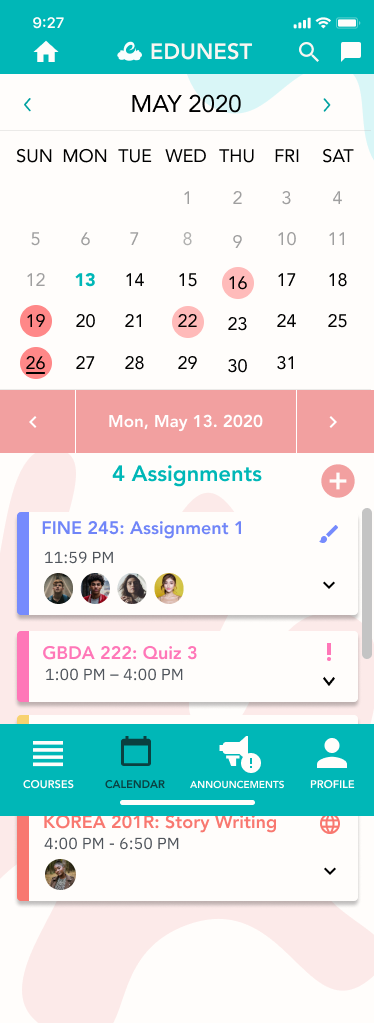 9:27
EDUNEST
MAY 2020
SUN MON TUE WED THU FRI SAT
1 2 3 4
5 6 7 8 9 10 11
12 13 14 15 16 17 18
19 20 21 22 23 24 25
26 27 28 29 30 31
Mon, May 13. 2020
4 Assignments
FINE 245: Assignment 1
11:59 PM
GBDA 222: Quiz 3
1:00 PM – 4:00 PM
COURSES CALENDAR ANNOUNCEMENTS PROFILE
KOREA 201R: Story Writing
4:00 PM - 6:50 PM